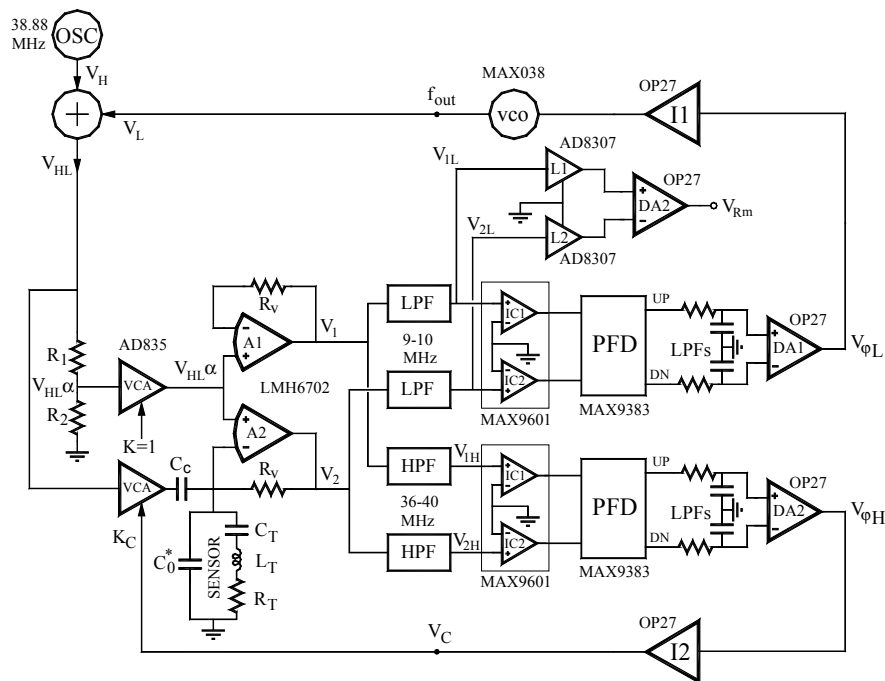 38.88
MHz
OSC
V_H
f_out
MAX038
vco
OP27
I1
V_L
V_HL
V_1L
AD8307
L1
OP27
DA2
V_Rm
V_2L
L2
AD8307
R_v
A1
V_1
LPF
9-10
MHz
LPF
IC1
IC2
MAX9601
PFD
MAX9383
UP
DN
LPFs
OP27
DA1
V_φL
R_1
AD835
V_HLα
VCA
V_HLα
LMH6702
R_2
K=1
A2
VCA
C_c
R_v
V_2
K_C
HPF
36-40
MHz
HPF
V_1H
V_2H
IC1
IC2
MAX9601
PFD
MAX9383
UP
DN
LPFs
OP27
DA2
V_φH
C_0^*
SENSOR
C_T
L_T
R_T
V_C
OP27
I2